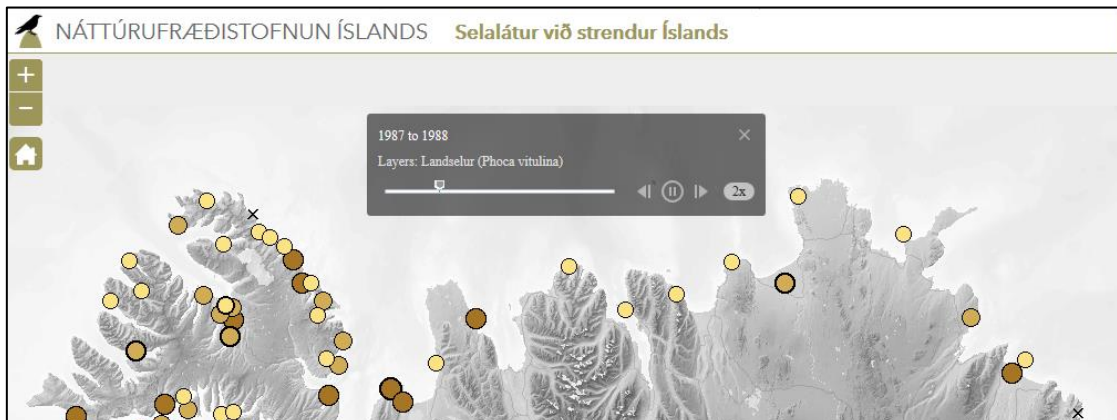 NÁTTÚRUFRÆÐISTOFNUN ÍSLANDS Selalátur við strendur Íslands
1987 to 1988
Layers: Landselur (Phoca vitulina)
2x